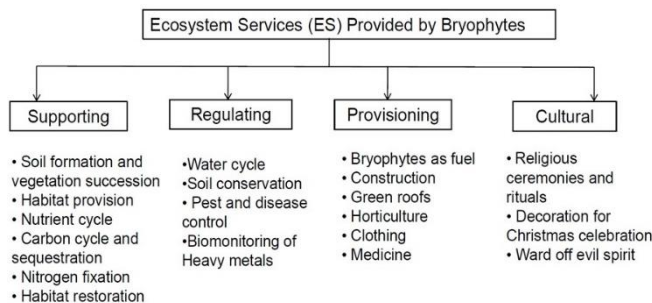 Ecosystem Services (ES) Provided by Bryophytes
Supporting
• Soil formation and
vegetation succession
• Habitat provision
• Nutrient cycle
• Carbon cycle and
sequestration
• Nitrogen fixation
• Habitat restoration
Regulating
•Water cycle
•Soil conservation
• Pest and disease
control
•Biomonitoring of
Heavy metals
Provisioning
• Bryophytes as fuel
• Construction
• Green roofs
• Horticulture
• Clothing
• Medicine
Cultural
• Religious
ceremonies and
rituals
• Decoration for
Christmas celebration
• Ward off evil spirit